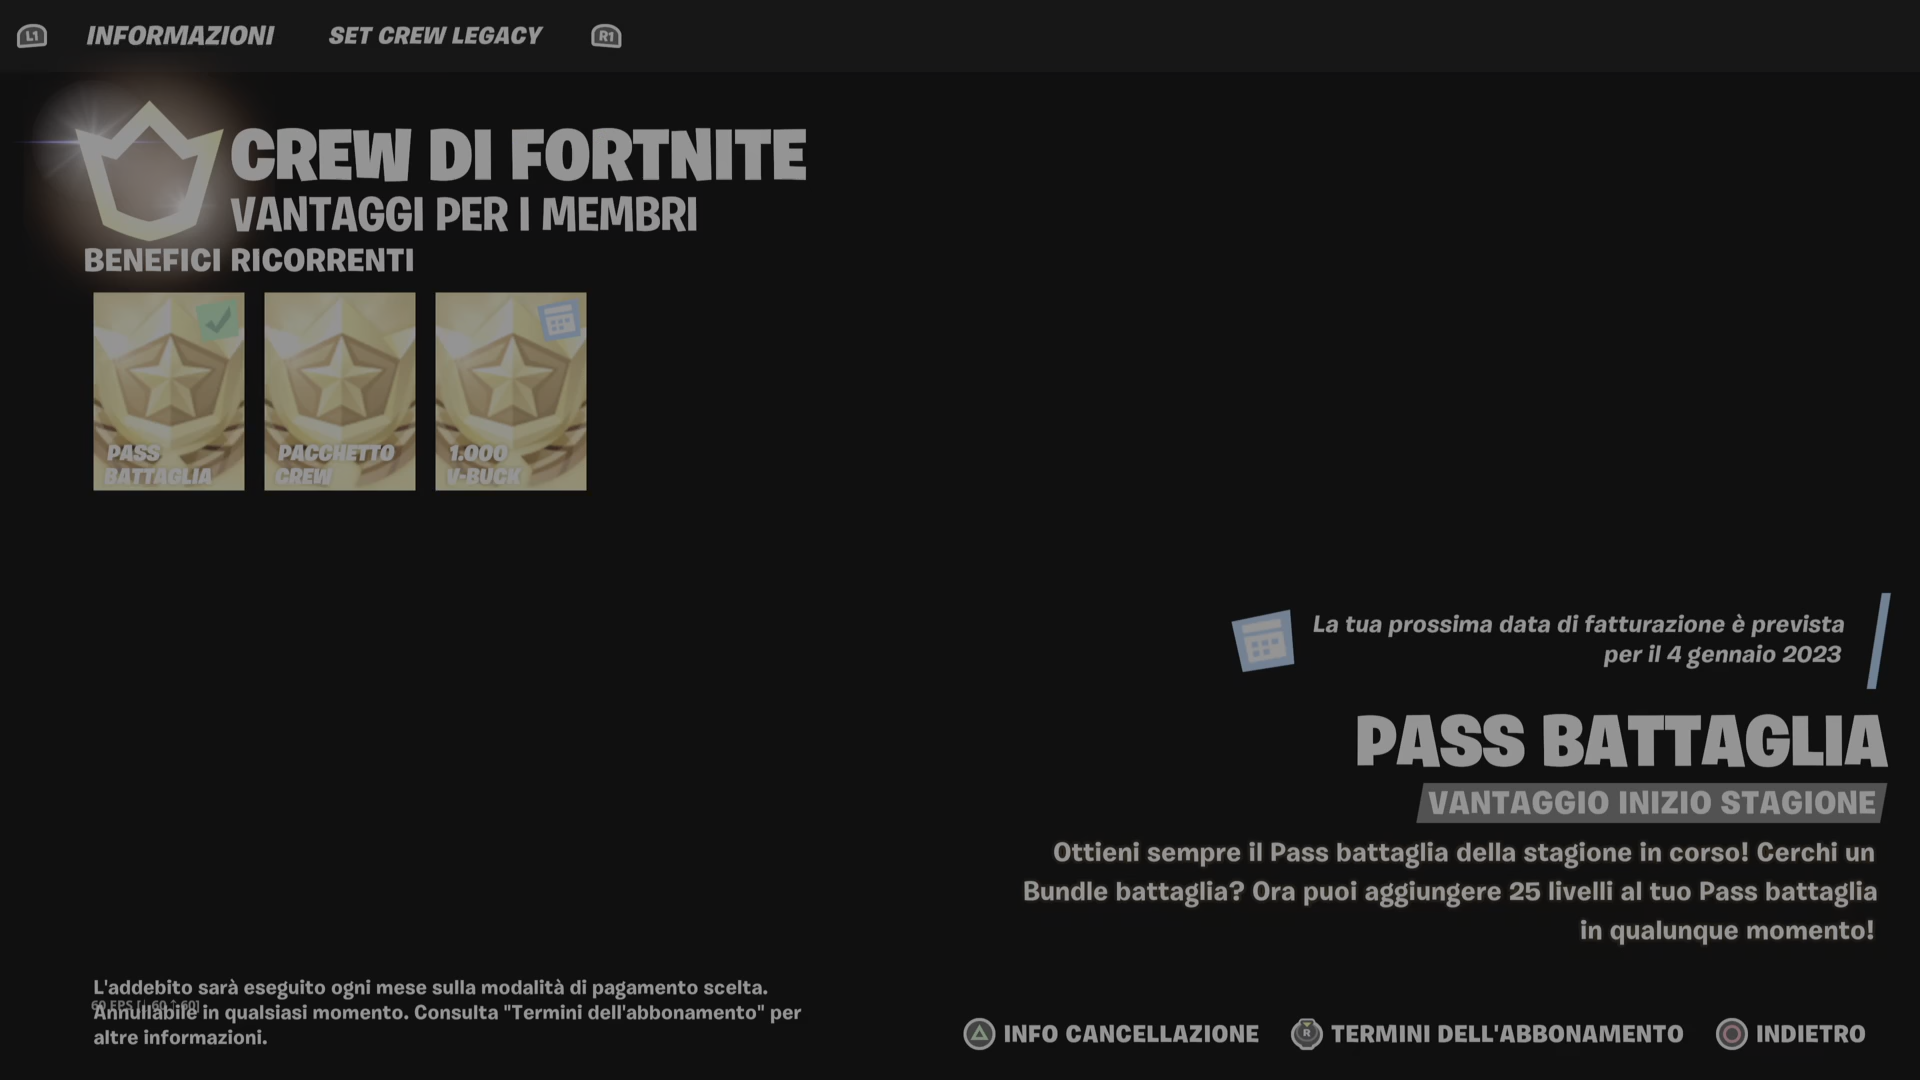 L1 INFORMAZIONI SET CREW LEGACY R1
CREW DI FORTNITE
VANTAGGI PER I MEMBRI
BENEFICI RICORRENTI
PASS
BATTAGLIA
PACCHETTO
CREW
1.000
V-BUCK
La tua prossima data di fatturazione è prevista
per il 4 gennaio 2023
PASS BATTAGLIA
VANTAGGIO INIZIO STAGIONE
Ottieni sempre il Pass battaglia della stagione in corso! Cerchi un
Bundle battaglia? Ora puoi aggiungere 25 livelli al tuo Pass battaglia
in qualunque momento!
L'addebito sarà eseguito ogni mese sulla modalità di pagamento scelta.
60 FPS [↓60 ↑60]
Annullabile in qualsiasi momento. Consulta "Termini dell'abbonamento" per
altre informazioni.
INFO CANCELLAZIONE R TERMINI DELL'ABBONAMENTO INDIETRO